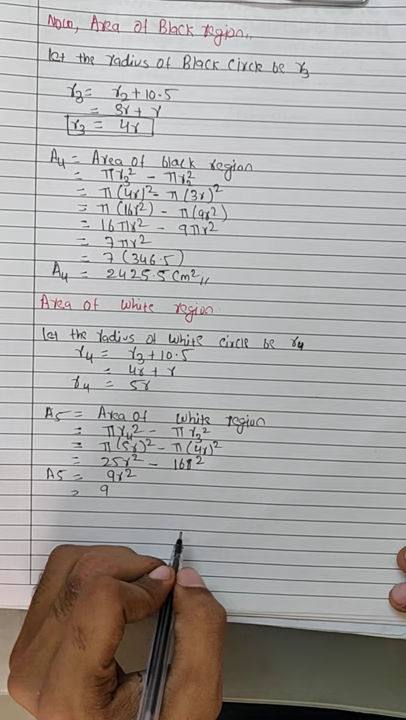 Now, Area of Black region..
let the radius of Black Circle be r3
r3 = r2 + 10.5
= 3r + r
r3 = 4r
A4 = Area of black region
= πr3² - πr2²
= π(4r)² - π(3r)²
= π(16r²) - π(9r²)
= 16πr² - 9πr²
= 7πr²
= 7(346.5)
A4 = 2425.5 Cm²,,
Area of white region
let the radius of white circle be r4
r4 = r3 + 10.5
= 4r + r
r4 = 5r
A5 = Area of white region
= πr4² - πr3²
= π(5r)² - π(4r)²
= 25r² - 16r²
A5 = 9r²
= 9